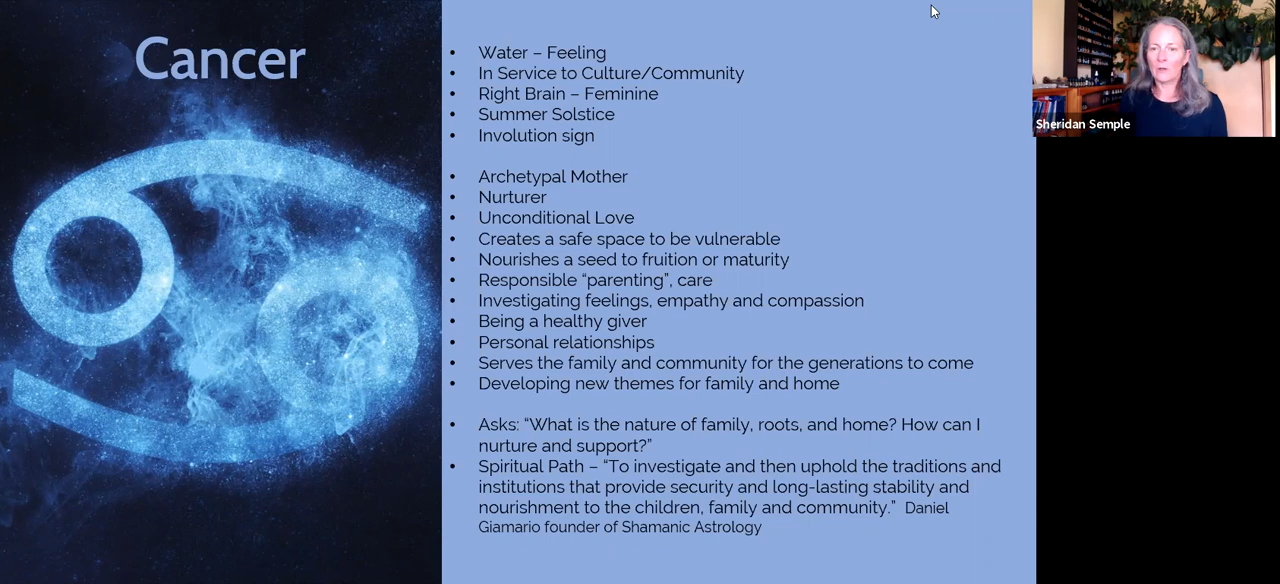 Cancer
• Water – Feeling
• In Service to Culture/Community
• Right Brain – Feminine
• Summer Solstice
• Involution sign
• Archetypal Mother
• Nurturer
• Unconditional Love
• Creates a safe space to be vulnerable
• Nourishes a seed to fruition or maturity
• Responsible “parenting”, care
• Investigating feelings, empathy and compassion
• Being a healthy giver
• Personal relationships
• Serves the family and community for the generations to come
• Developing new themes for family and home
• Asks: “What is the nature of family, roots, and home? How can I
nurture and support?”
• Spiritual Path – “To investigate and then uphold the traditions and
institutions that provide security and long-lasting stability and
nourishment to the children, family and community.” Daniel
Giamario founder of Shamanic Astrology
Sheridan Semple